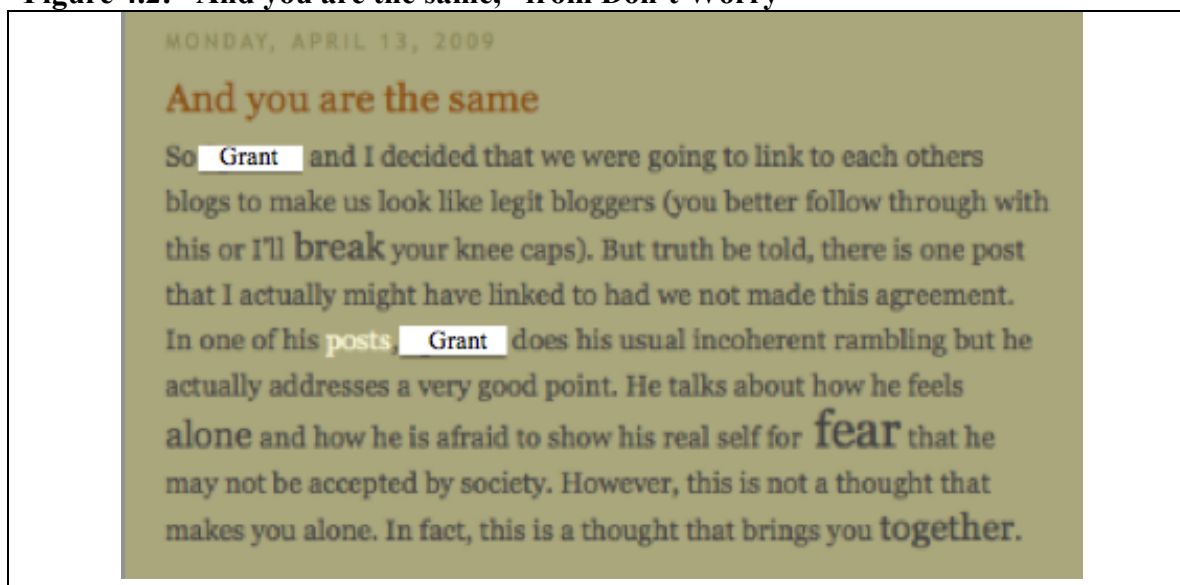 Figure 4.2: "And you are the same," from Don't Worry
MONDAY, APRIL 13, 2009
And you are the same
So Grant and I decided that we were going to link to each others
blogs to make us look like legit bloggers (you better follow through with
this or I'll break your knee caps). But truth be told, there is one post
that I actually might have linked to had we not made this agreement.
In one of his posts, Grant does his usual incoherent rambling but he
actually addresses a very good point. He talks about how he feels
alone and how he is afraid to show his real self for fear that he
may not be accepted by society. However, this is not a thought that
makes you alone. In fact, this is a thought that brings you together.